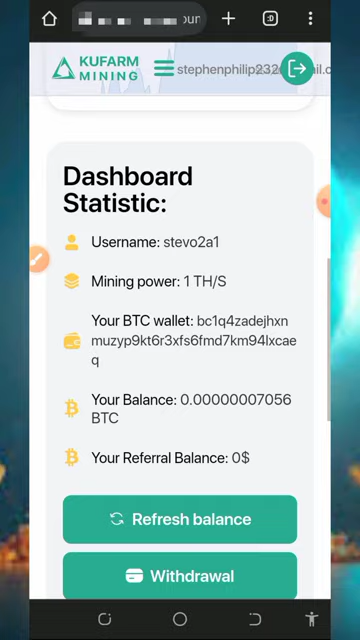 our
:D
KUFARM
MINING
Dashboard
Statistic:
Username: stevo2a1
Mining power: 1 TH/S
Your BTC wallet: bc1q4zadejhxn
muzyp9kt6r3xfs6fmd7km94lxcae
q
Your Balance: 0.00000007056
BTC
Your Referral Balance: 0$
Refresh balance
Withdrawal